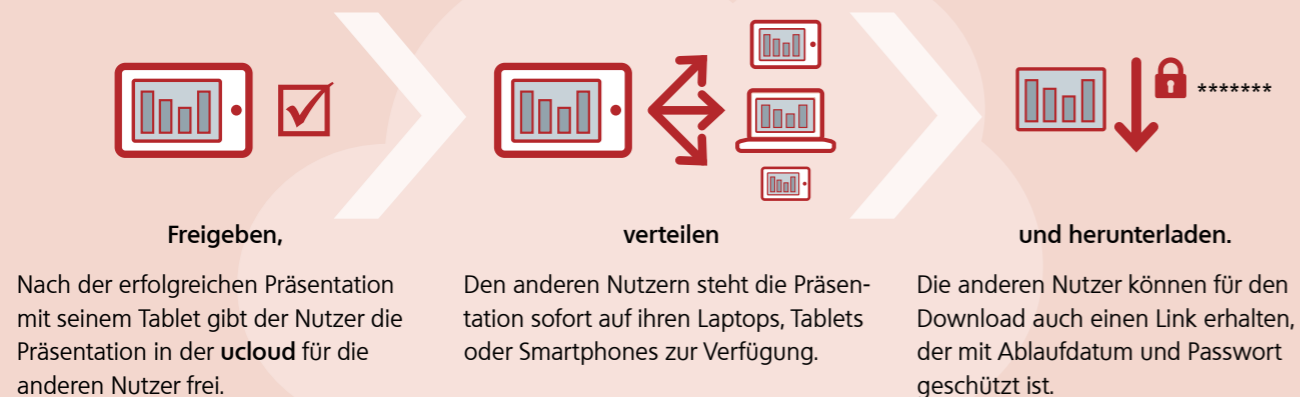 *******
Freigeben,
Nach der erfolgreichen Präsentation
mit seinem Tablet gibt der Nutzer die
Präsentation in der ucloud für die
anderen Nutzer frei.
verteilen
Den anderen Nutzern steht die Präsen-
tation sofort auf ihren Laptops, Tablets
oder Smartphones zur Verfügung.
und herunterladen.
Die anderen Nutzer können für den
Download auch einen Link erhalten,
der mit Ablaufdatum und Passwort
geschützt ist.